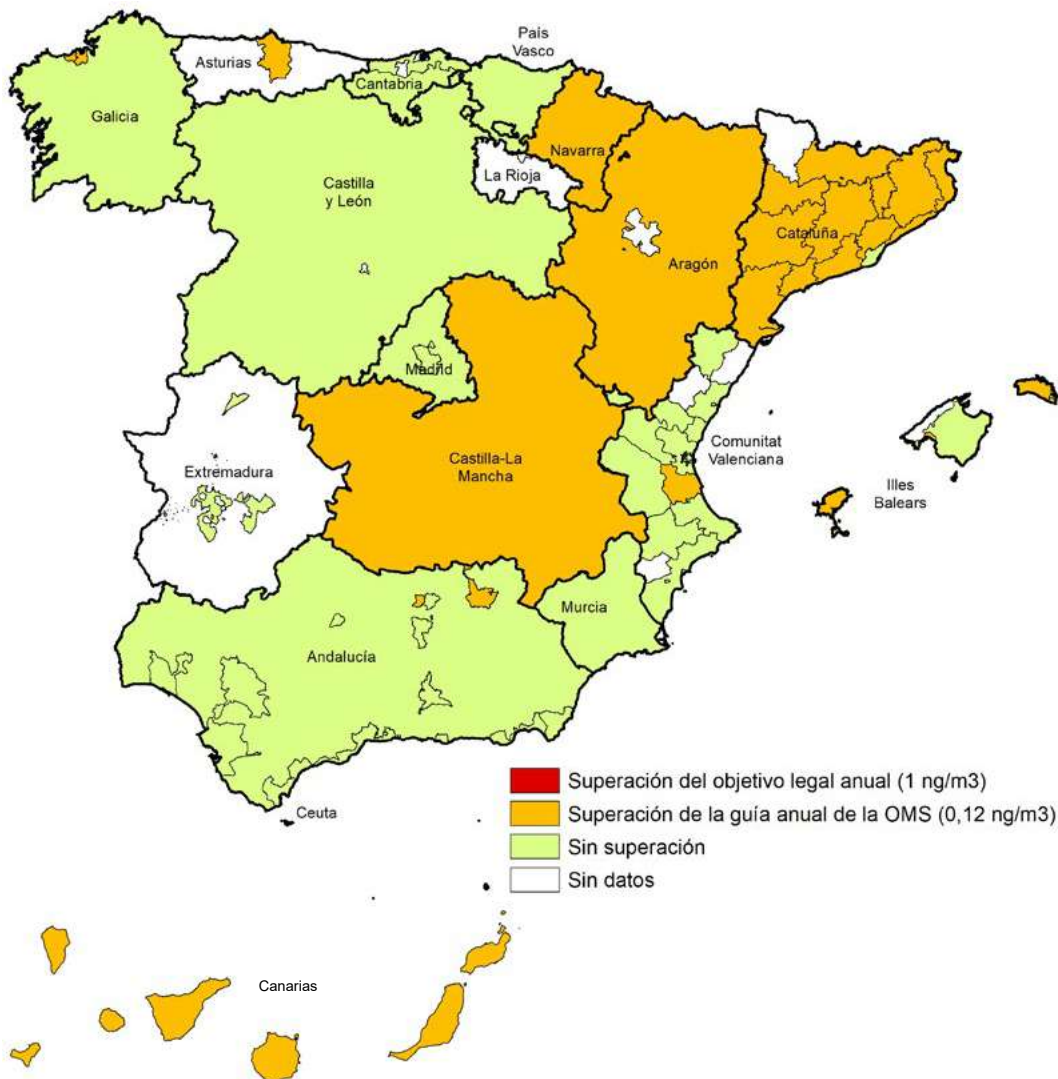 País
Vasco
Asturias
Cantabria
Galicia
Navarra
La Rioja
Castilla
y León
Cataluña
Aragón
Madrid
Comunitat
Valenciana
Castilla-La
Mancha
Extremadura
Illes
Balears
Murcia
Andalucía
Ceuta
Superación del objetivo legal anual (1 ng/m3)
Superación de la guía anual de la OMS (0,12 ng/m3)
Sin superación
Sin datos
Canarias